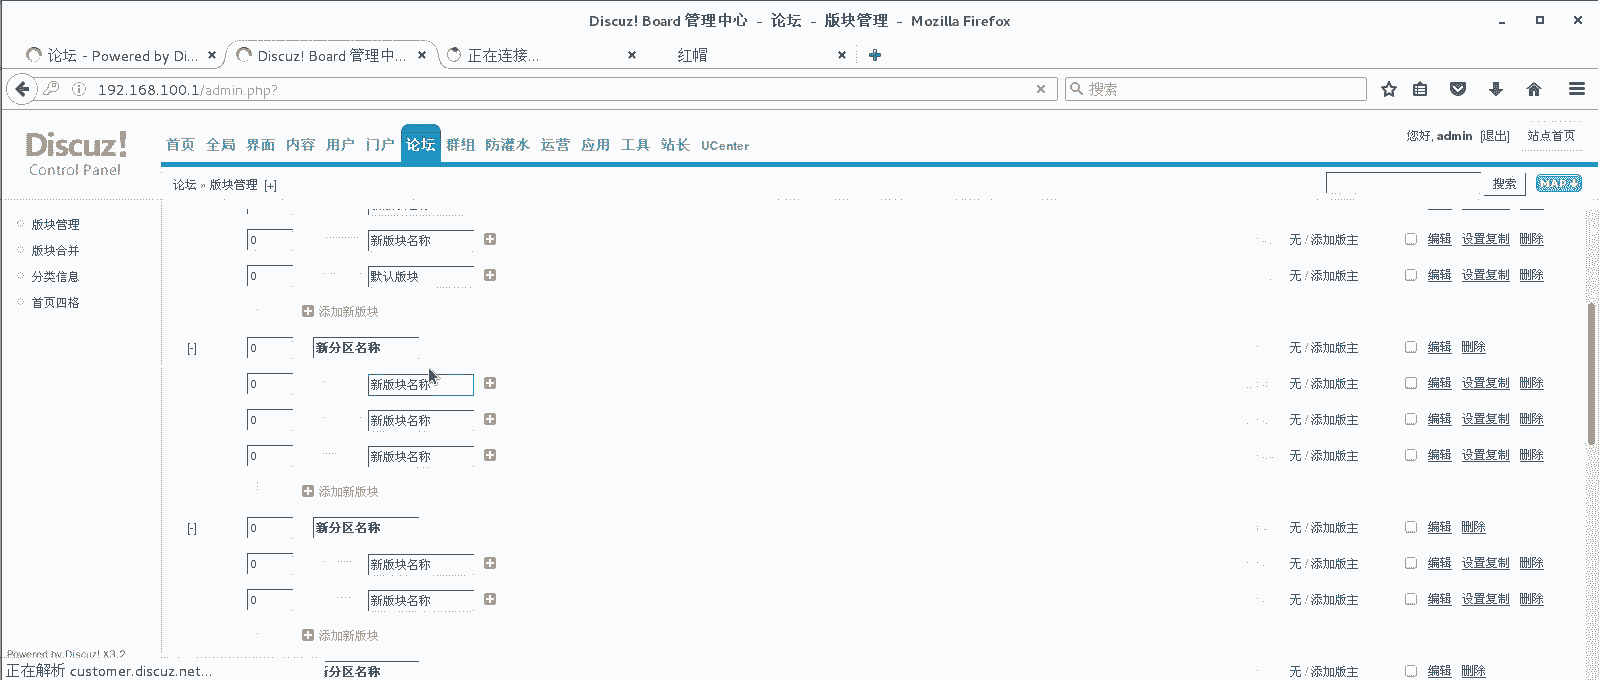 Discuz! Board 管理中心 - 论坛 - 版块管理 - Mozilla Firefox
论坛 - Powered by Di... Discuz! Board 管理中... 正在连接... 红帽
192.168.100.1/admin.php? 搜索
Discuz!
Control Panel
首页 全局 界面 内容 用户 门户 论坛 群组 防灌水 运营 应用 工具 站长 UCenter
您好, admin [退出] 站点首页
论坛 » 版块管理 [+] 搜索 MAP
版块管理
版块合并
分类信息
首页四格
0 新版块名称 无 / 添加版主 编辑 设置复制 删除
0 默认版块 无 / 添加版主 编辑 设置复制 删除
添加新版块
[-] 0 新分区名称 无 / 添加版主 编辑 删除
0 新版块名称 无 / 添加版主 编辑 设置复制 删除
0 新版块名称 无 / 添加版主 编辑 设置复制 删除
0 新版块名称 无 / 添加版主 编辑 设置复制 删除
添加新版块
[-] 0 新分区名称 无 / 添加版主 编辑 删除
0 新版块名称 无 / 添加版主 编辑 设置复制 删除
0 新版块名称 无 / 添加版主 编辑 设置复制 删除
添加新版块
新分区名称 无 / 添加版主 编辑 删除
Powered by Discuz! X3.2
正在解析 customer.discuz.net...